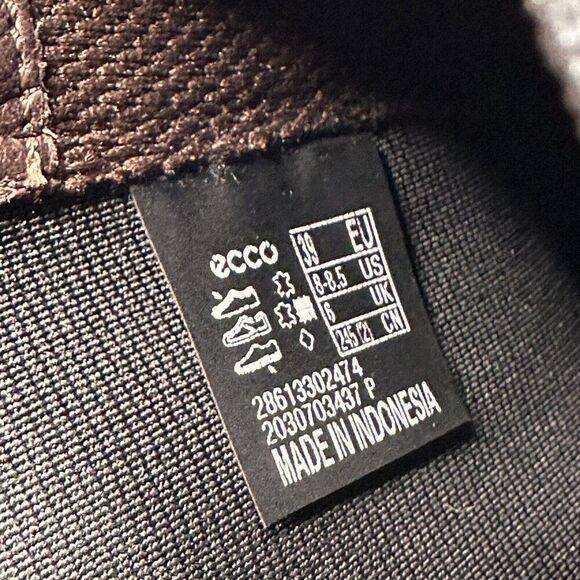 ecco
39 EU
8-8.5 US
6 UK
245(2) CN
28613302474
2030703437 P
MADE IN INDONESIA